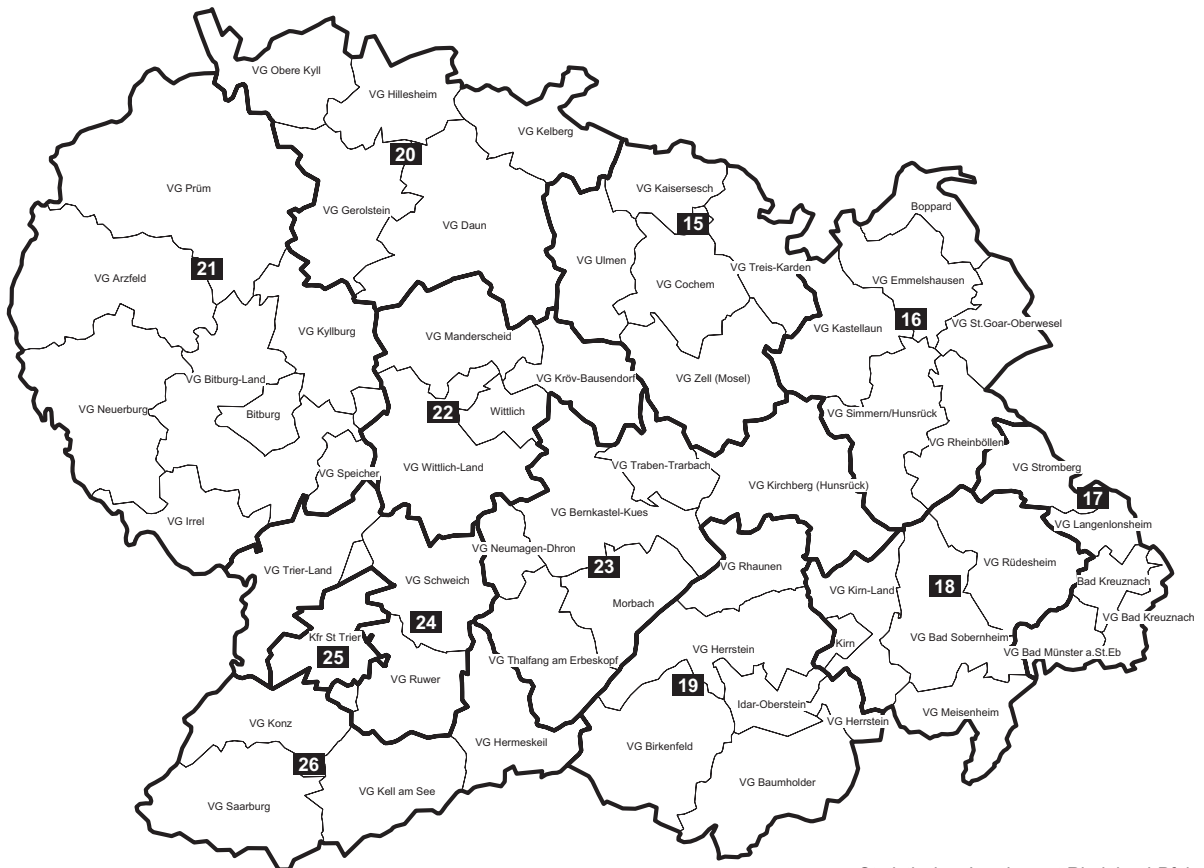 VG Obere Kyll
VG Hillesheim
VG Kelberg
20
VG Prüm
VG Kaisersesch
Boppard
VG Gerolstein
VG Daun
15
VG Ulmen
VG Treis-Karden
21
VG Arzfeld
VG Cochem
VG Emmelshausen
16
VG St.Goar-Oberwesel
VG Kyllburg
VG Manderscheid
VG Kastellaun
VG Bitburg-Land
VG Kröv-Bausendorf
VG Zell (Mosel)
VG Neuerburg
Bitburg
22
Wittlich
VG Simmern/Hunsrück
VG Rheinböllen
VG Speicher
VG Wittlich-Land
VG Traben-Trarbach
VG Kirchberg (Hunsrück)
VG Stromberg
17
VG Irrel
VG Bernkastel-Kues
VG Langenlonsheim
VG Neumagen-Dhron
VG Trier-Land
VG Schweich
23
VG Rhaunen
VG Rüdesheim
Bad Kreuznach
Morbach
VG Kirn-Land
18
VG Bad Kreuznach
24
Kfr St Trier
25
VG Bad Sobernheim
Kirn
VG Herrstein
VG Bad Münster a.St.Eb
VG Thalfang am Erbeskopf
VG Ruwer
19
Idar-Oberstein
VG Meisenheim
VG Konz
VG Herrstein
VG Hermeskeil
VG Birkenfeld
26
VG Baumholder
VG Kell am See
VG Saarburg